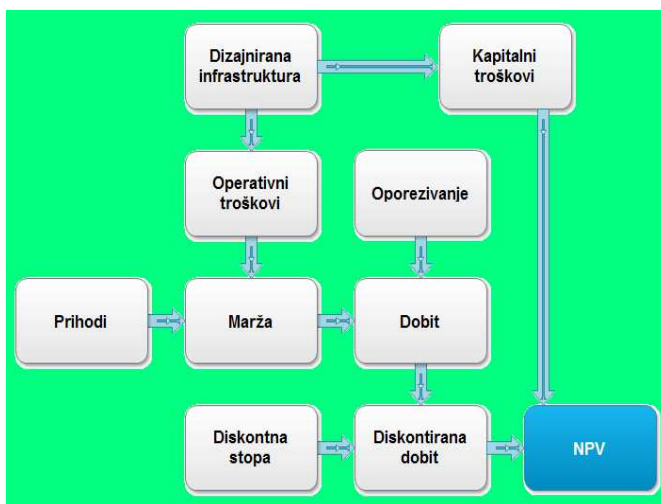 Dizajnirana
infrastruktura
Kapitalni
troškovi
Operativni
troškovi
Oporezivanje
Prihodi
Marža
Dobit
Diskontna
stopa
Diskontirana
dobit
NPV